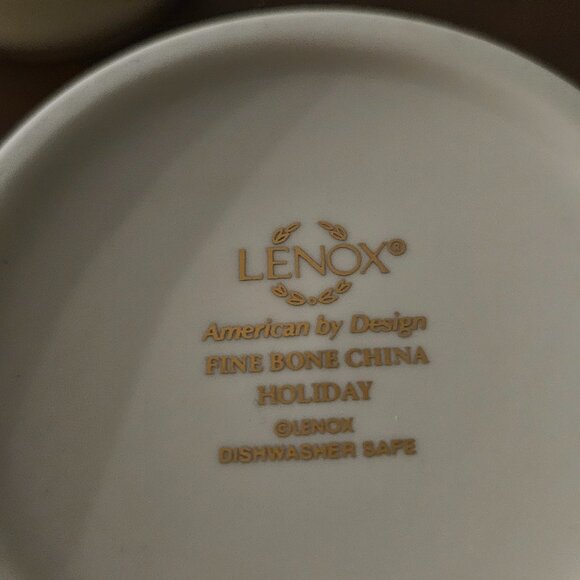 LENOX®
American by Design
FINE BONE CHINA
HOLIDAY
©LENOX
DISHWASHER SAFE